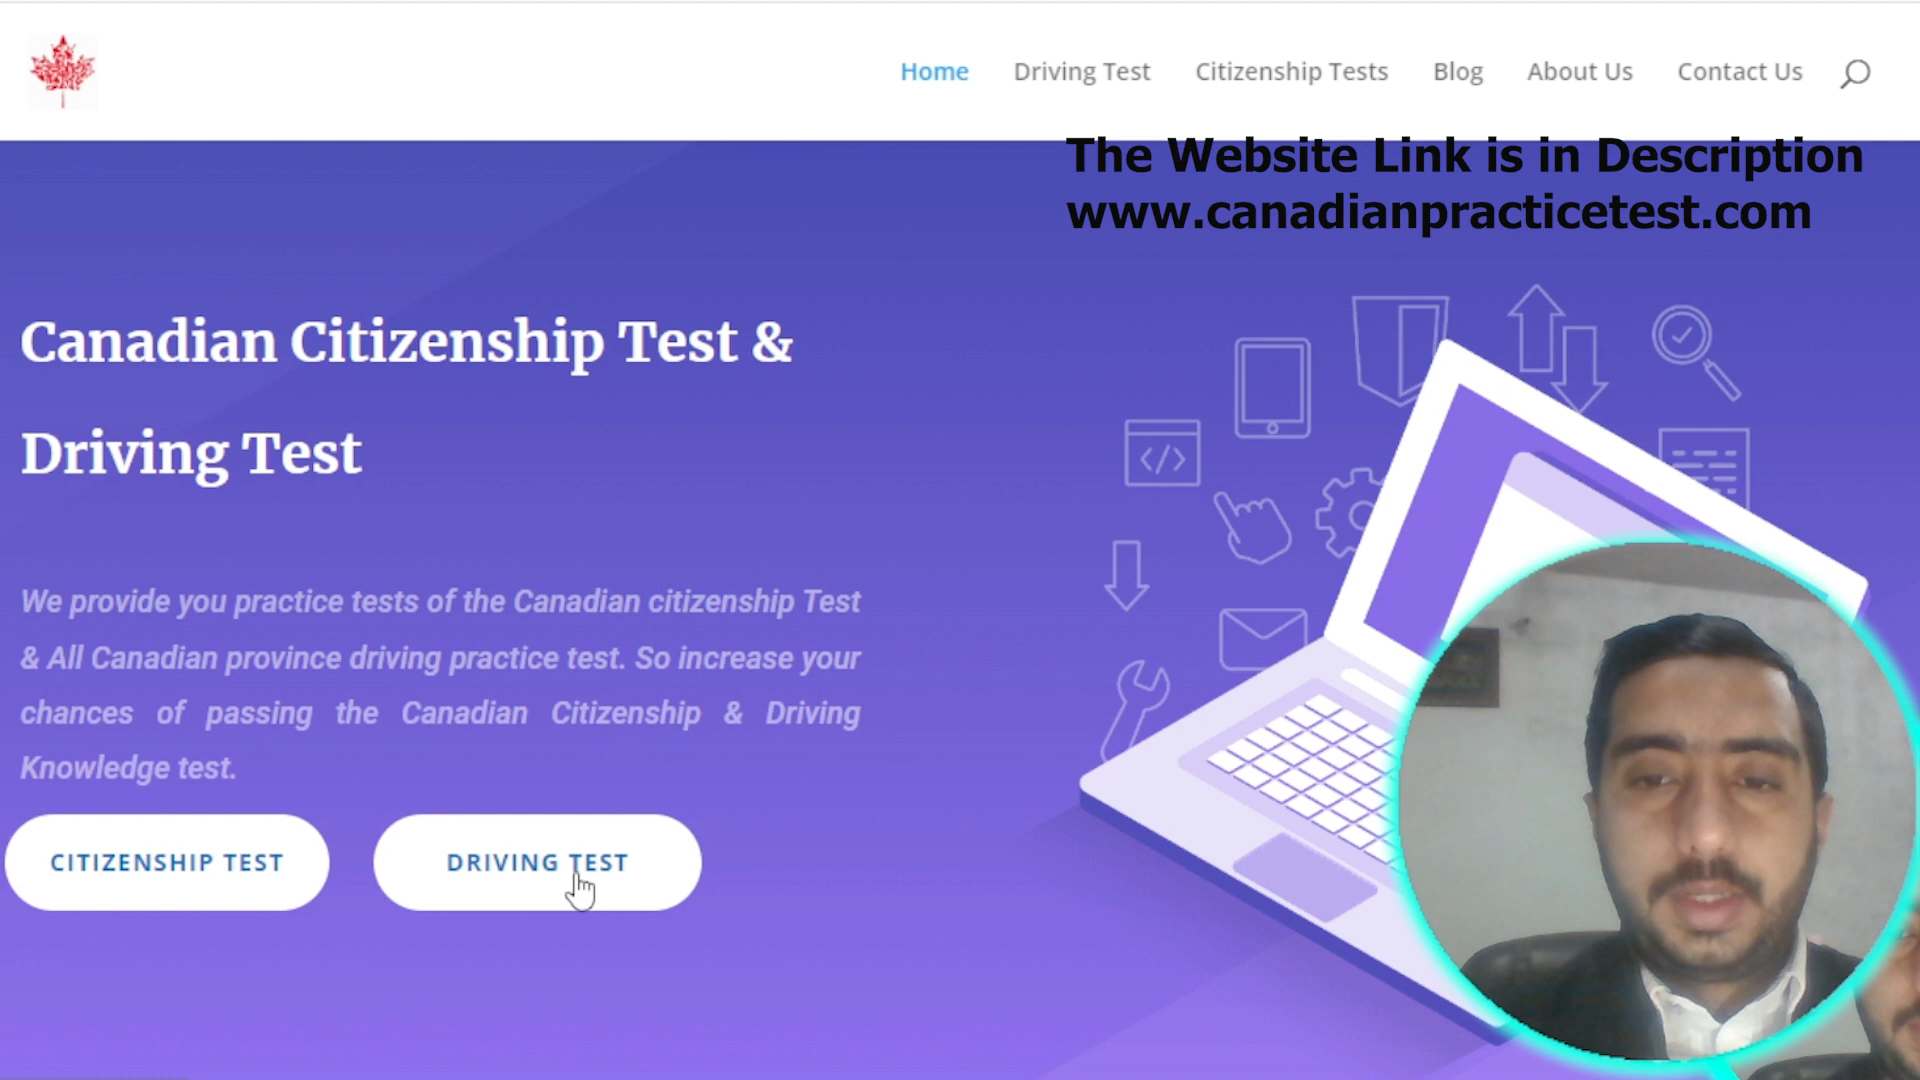 Home Driving Test Citizenship Tests Blog About Us Contact Us
The Website Link is in Description
www.canadianpracticetest.com
Canadian Citizenship Test &
Driving Test
We provide you practice tests of the Canadian citizenship Test
& All Canadian province driving practice test. So increase your
chances of passing the Canadian Citizenship & Driving
Knowledge test.
CITIZENSHIP TEST DRIVING TEST